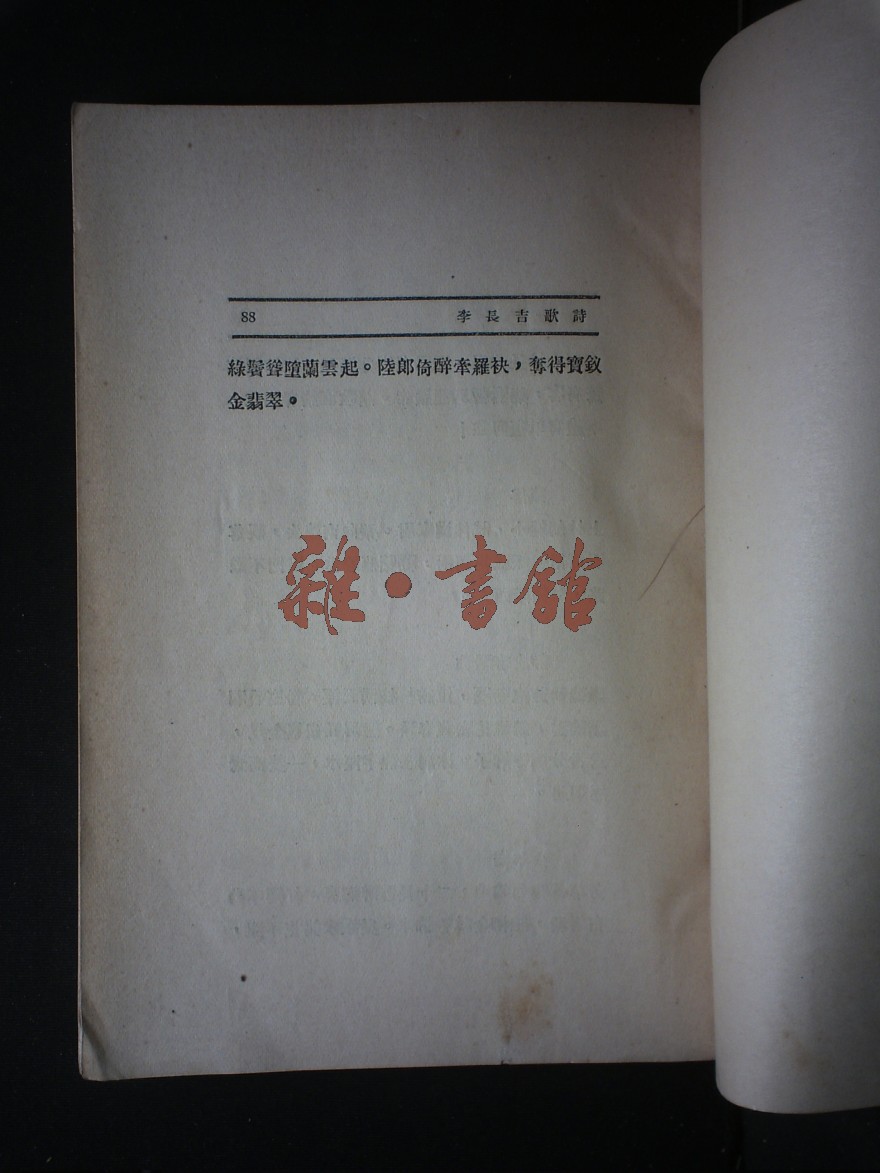 88 李長吉歌詩
綠鬢聳墮蘭雲起。陸郎倚醉牽羅袂，奪得寶釵
金翡翠。
雜·書館